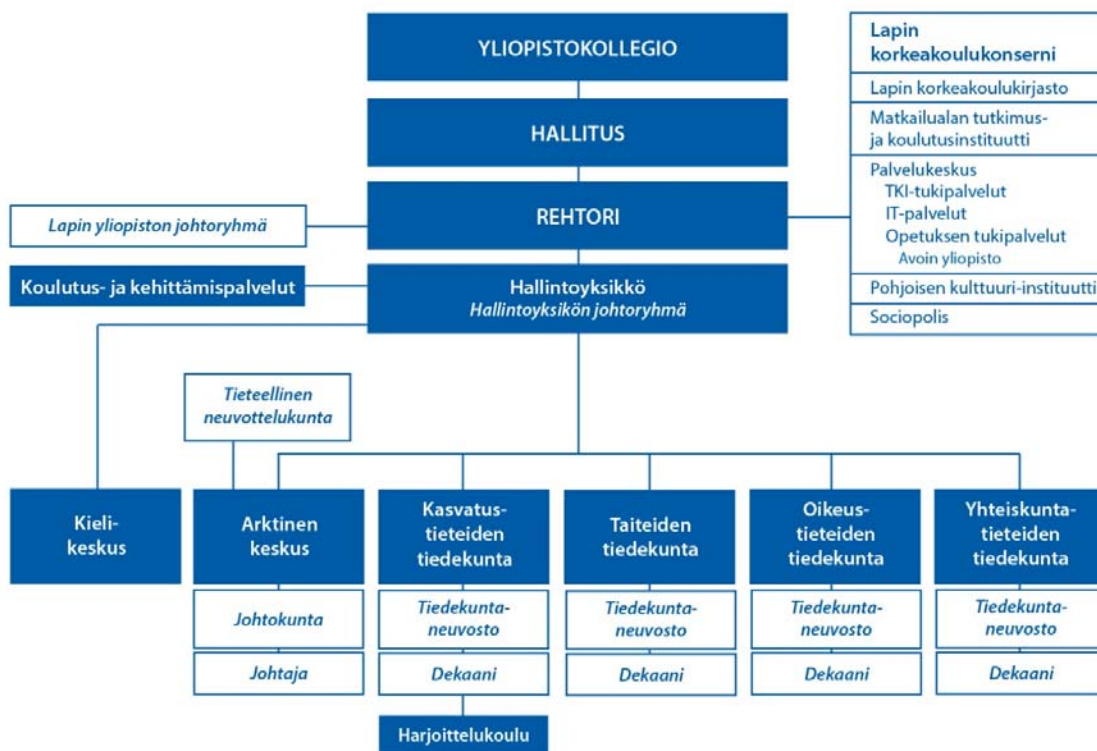 YLIOPISTOKOLLEGIO
HALLITUS
REHTORI
Lapin yliopiston johtoryhmä
Koulutus- ja kehittämispalvelut
Hallintoyksikkö
Hallintoyksikön johtoryhmä
Lapin
korkeakoulukonserni
Lapin korkeakoulukirjasto
Matkailualan tutkimus-
ja koulutusinstituutti
Palvelukeskus
TKI-tukipalvelut
IT-palvelut
Opetuksen tukipalvelut
Avoin yliopisto
Pohjoisen kulttuuri-instituutti
Sociopolis
Tieteellinen
neuvottelukunta
Kieli-
keskus
Arktinen
keskus
Johtokunta
Johtaja
Kasvatus-
tieteiden
tiedekunta
Tiedekunta-
neuvosto
Dekaani
Harjoittelukoulu
Taiteiden
tiedekunta
Tiedekunta-
neuvosto
Dekaani
Oikeus-
tieteiden
tiedekunta
Tiedekunta-
neuvosto
Dekaani
Yhteiskunta-
tieteiden
tiedekunta
Tiedekunta-
neuvosto
Dekaani